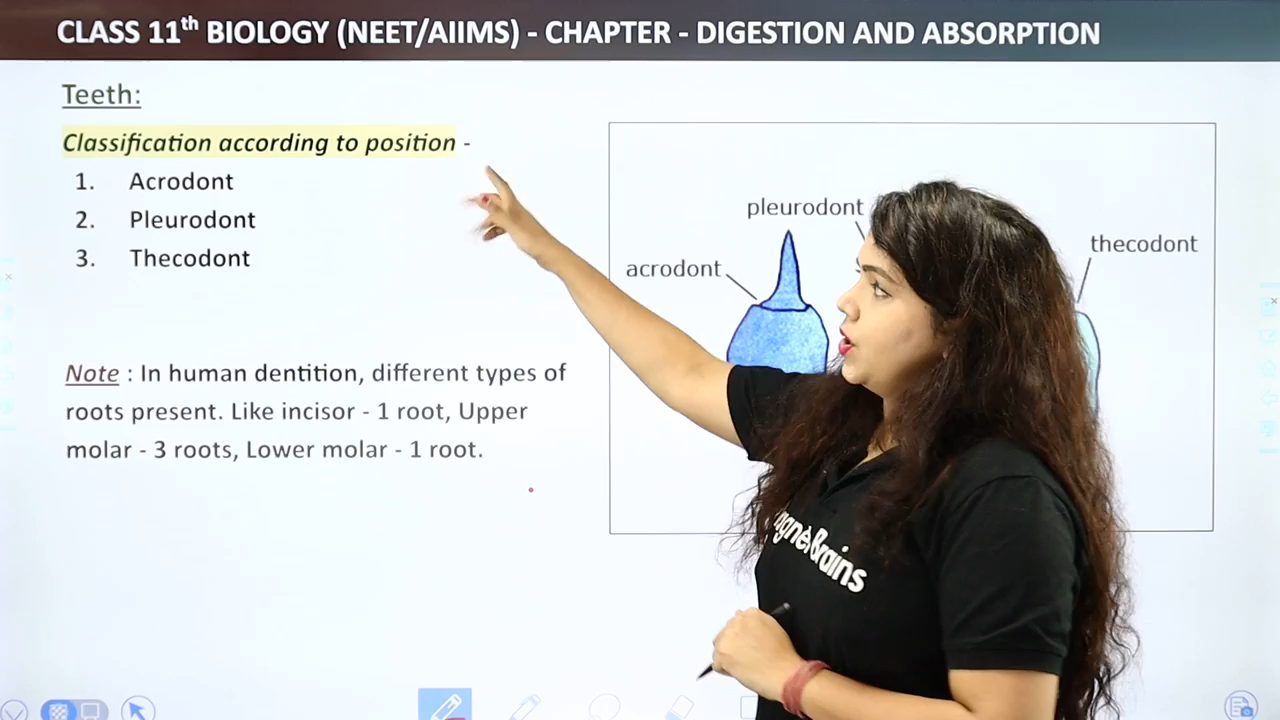 CLASS 11th BIOLOGY (NEET/AIIMS) - CHAPTER - DIGESTION AND ABSORPTION
Teeth:
Classification according to position -
1. Acrodont
2. Pleurodont
3. Thecodont
Note : In human dentition, different types of
roots present. Like incisor - 1 root, Upper
molar - 3 roots, Lower molar - 1 root.
pleurodont
acrodont
thecodont
Brains